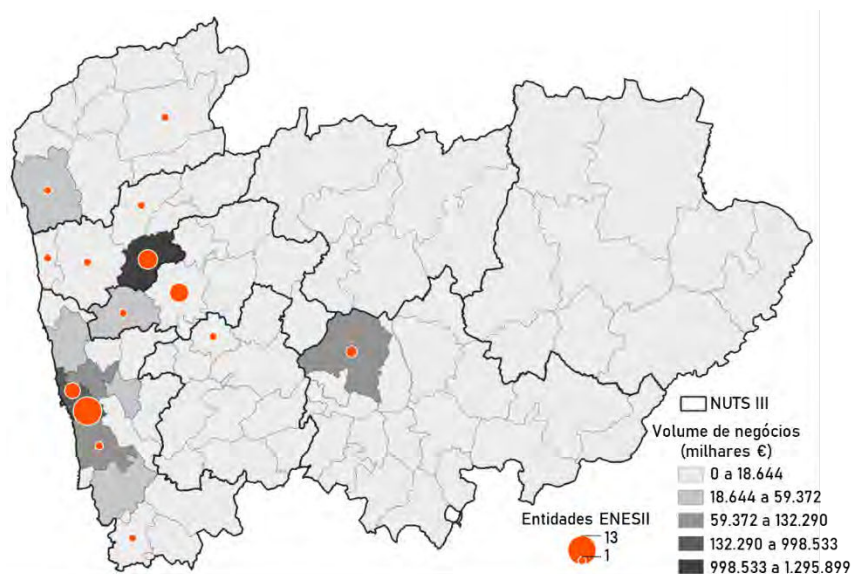 NUTS III
Volume de negócios
(milhares €)
0 a 18.644
18.644 a 59.372
59.372 a 132.290
132.290 a 998.533
998.533 a 1.295.899
Entidades ENESII
13
1